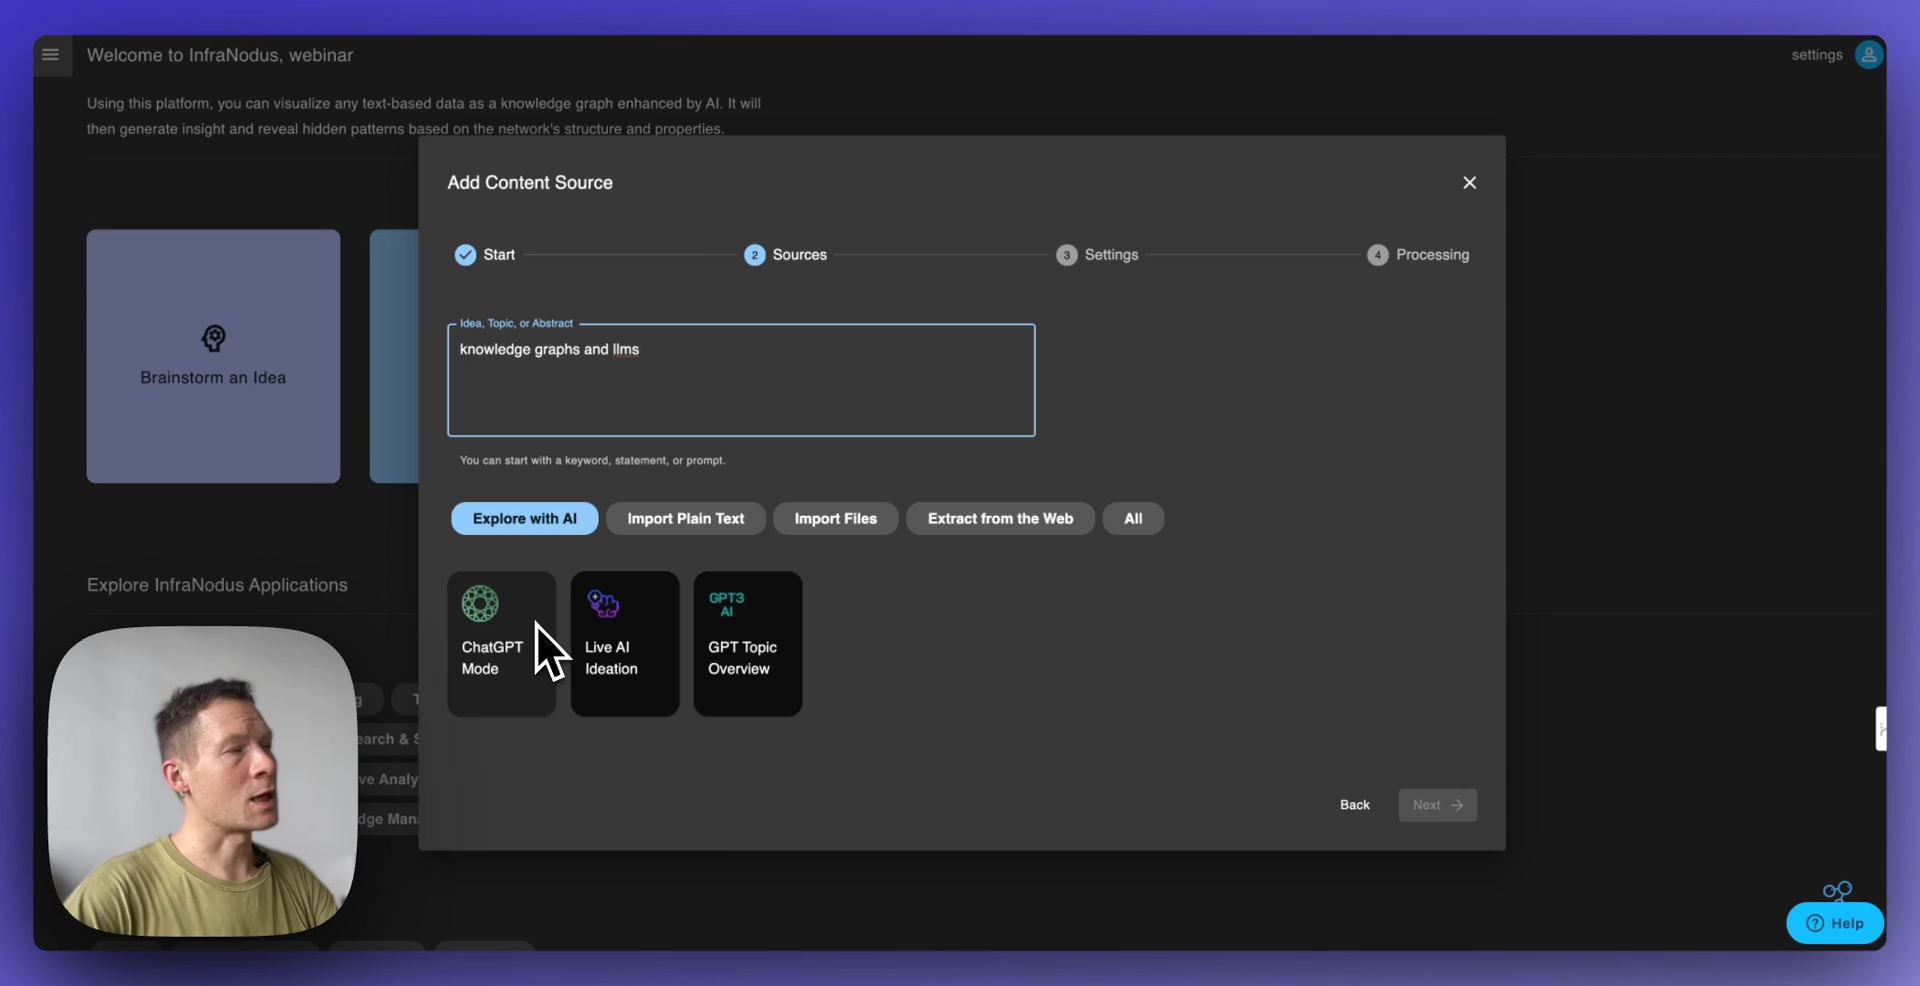 Welcome to InfraNodus, webinar
settings
Using this platform, you can visualize any text-based data as a knowledge graph enhanced by AI. It will
then generate insight and reveal hidden patterns based on the network's structure and properties.
Add Content Source
Start
2 Sources
3 Settings
4 Processing
Idea, Topic, or Abstract
knowledge graphs and llms
You can start with a keyword, statement, or prompt.
Brainstorm an Idea
Explore with AI
Import Plain Text
Import Files
Extract from the Web
All
Explore InfraNodus Applications
GPT3
AI
ChatGPT
Mode
Live AI
Ideation
GPT Topic
Overview
Back
Next
Help